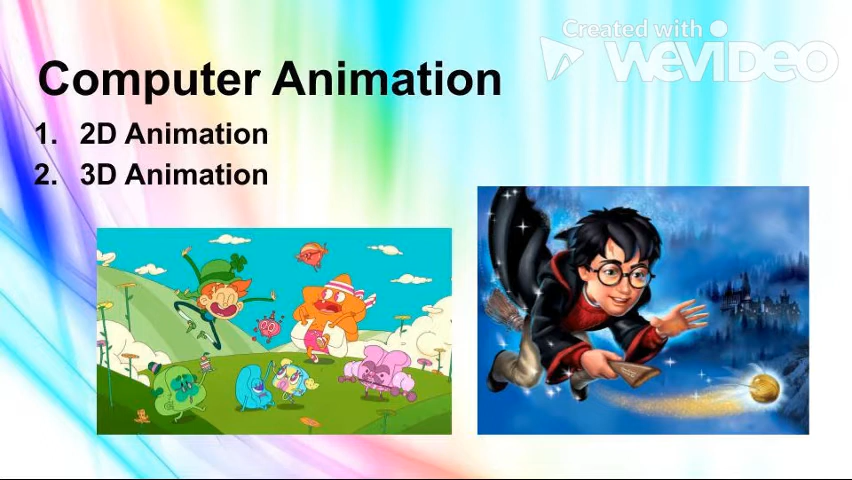 Created with
WEVIDEO
Computer Animation
1. 2D Animation
2. 3D Animation